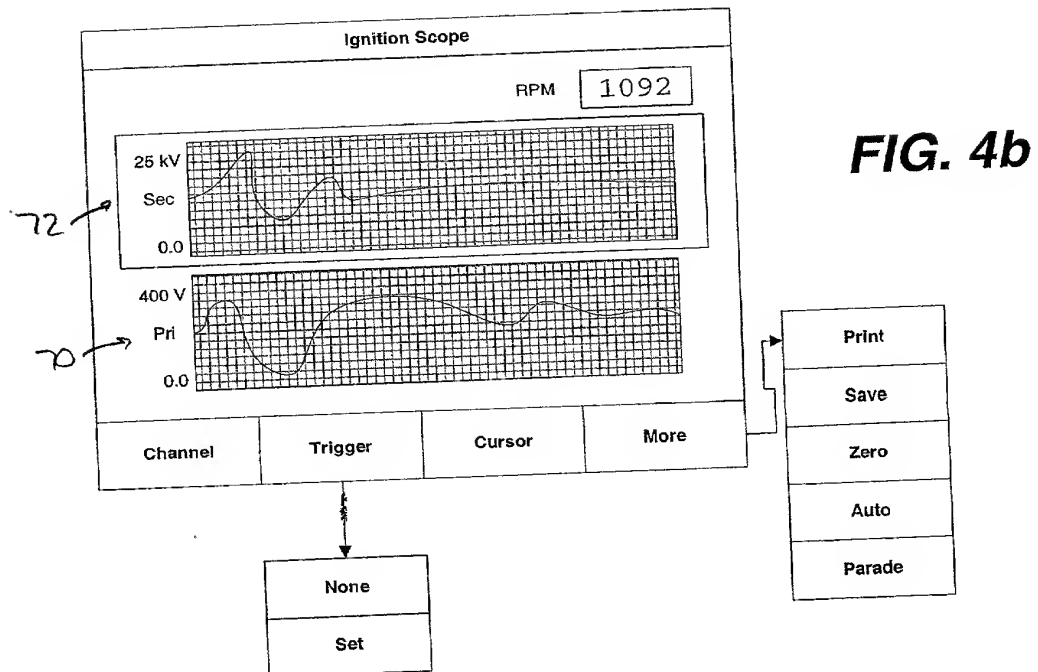 Ignition Scope
RPM 1092
FIG. 4b
25 kV
Sec
72
0.0
400 V
Pri
70
0.0
Channel Trigger Cursor More
Print
Save
Zero
Auto
Parade
None
Set